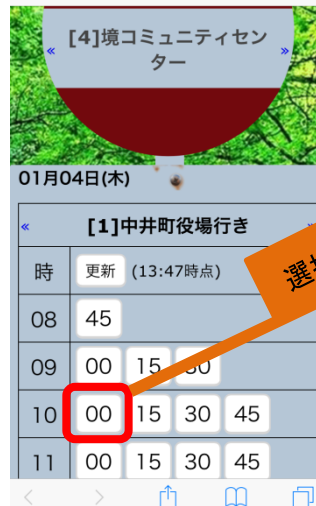 « [4]境コミュニティセン »
ター
01月04日(木)
« [1]中井町役場行き »
時 更新 (13:47時点)
08 45
09 00 15 30
10 00 15 30 45
11 00 15 30 45